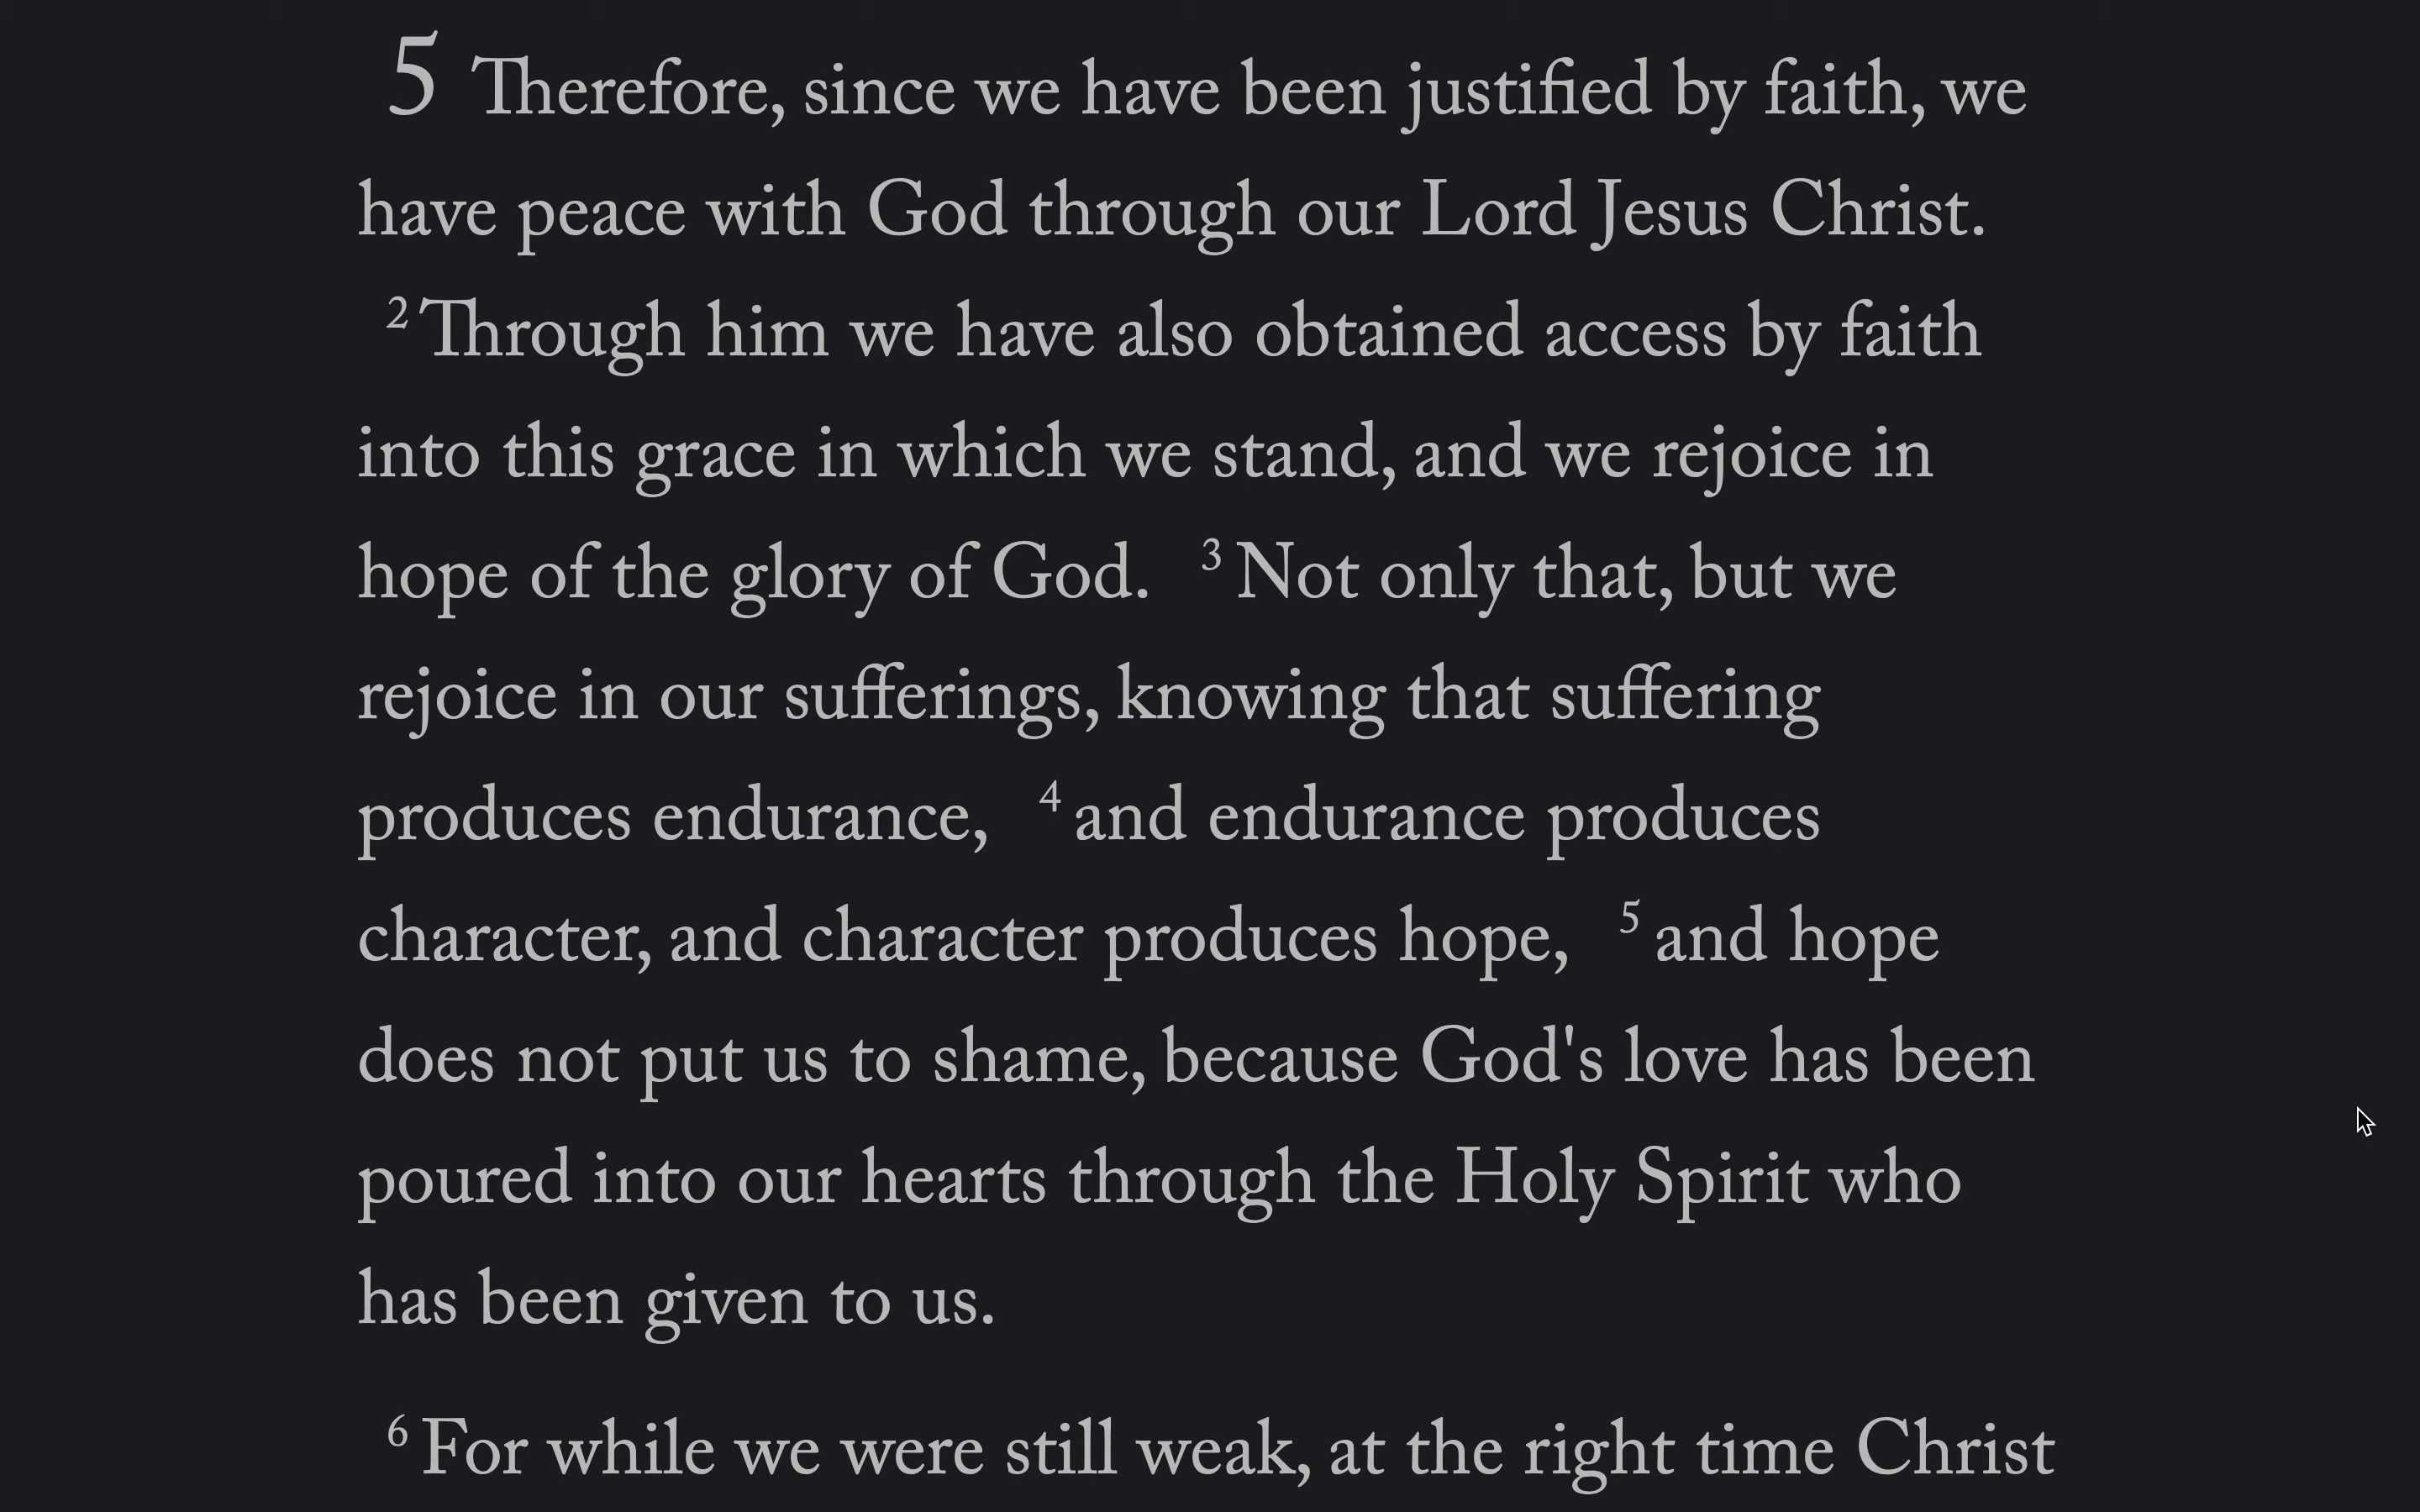 5 Therefore, since we have been justified by faith, we
have peace with God through our Lord Jesus Christ.
2 Through him we have also obtained access by faith
into this grace in which we stand, and we rejoice in
hope of the glory of God. 3 Not only that, but we
rejoice in our sufferings, knowing that suffering
produces endurance, 4 and endurance produces
character, and character produces hope, 5 and hope
does not put us to shame, because God's love has been
poured into our hearts through the Holy Spirit who
has been given to us.
6 For while we were still weak, at the right time Christ